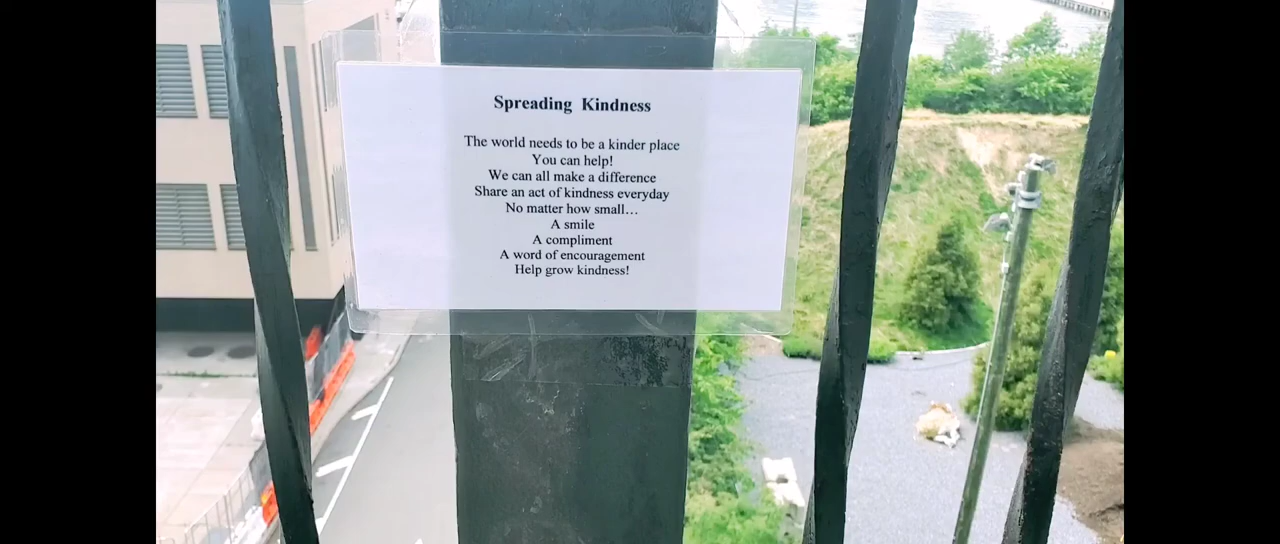 Spreading Kindness
The world needs to be a kinder place
You can help!
We can all make a difference
Share an act of kindness everyday
No matter how small…
A smile
A compliment
A word of encouragement
Help grow kindness!